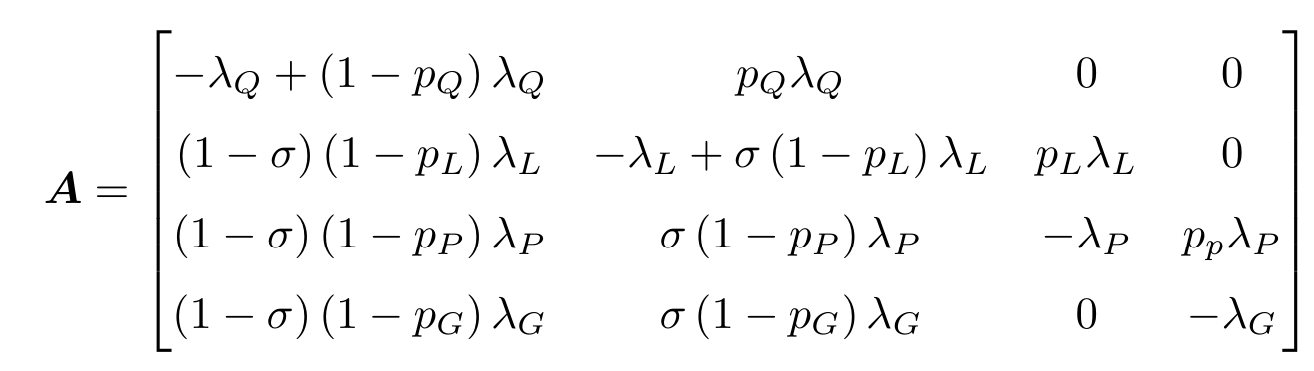 A = [ −λ_Q + (1 − p_Q) λ_Q    p_Q λ_Q    0    0
(1 − σ) (1 − p_L) λ_L    −λ_L + σ (1 − p_L) λ_L    p_L λ_L    0
(1 − σ) (1 − p_P) λ_P    σ (1 − p_P) λ_P    −λ_P    p_p λ_P
(1 − σ) (1 − p_G) λ_G    σ (1 − p_G) λ_G    0    −λ_G ]